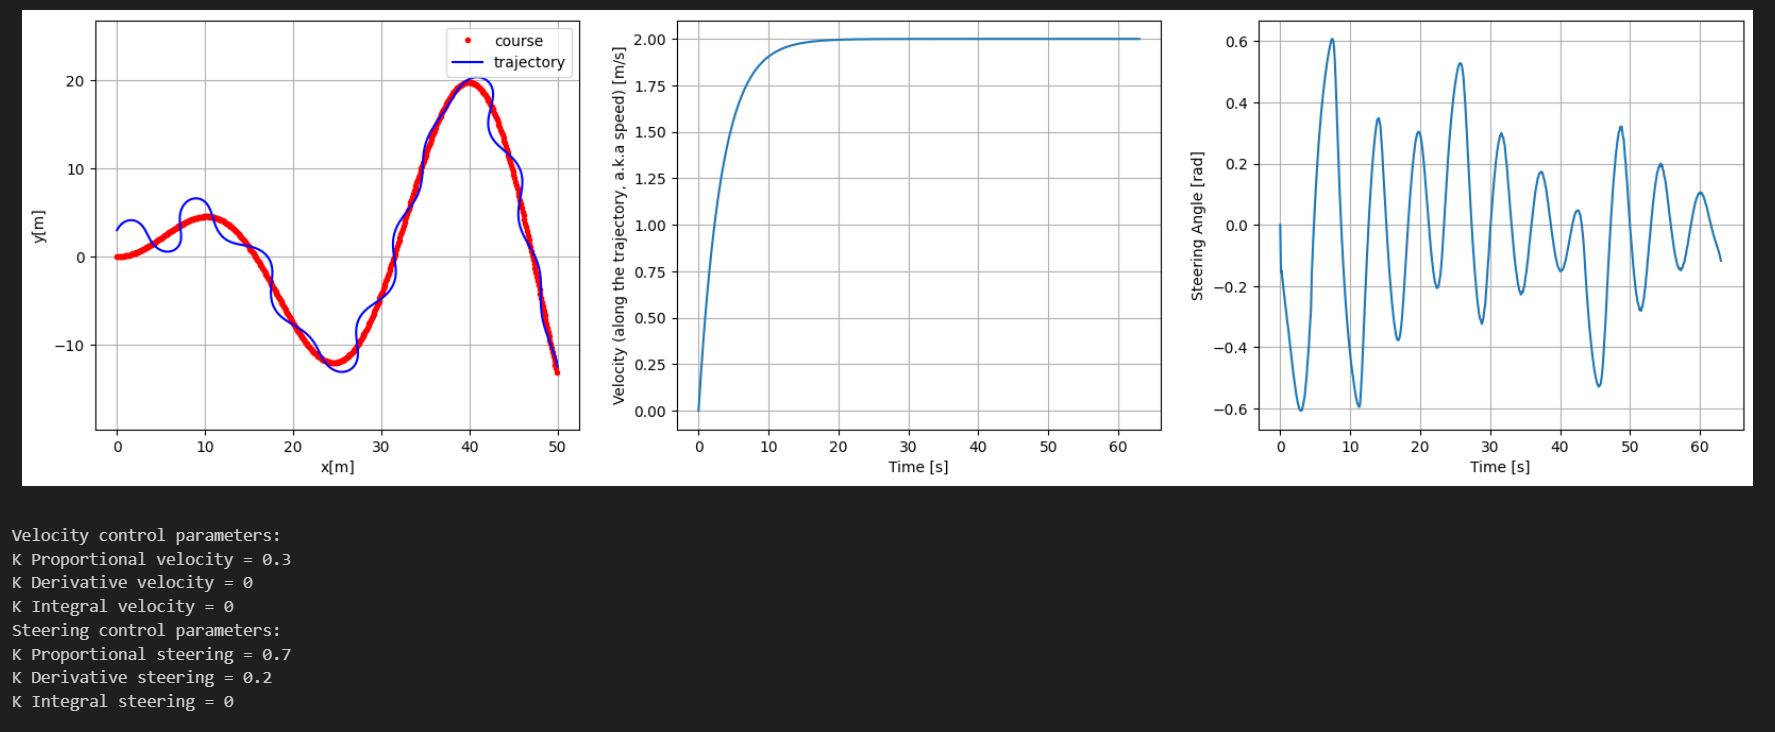 course
trajectory
20
10
0
−10
y[m]
0
10
20
30
40
50
x[m]
2.00
1.75
1.50
1.25
1.00
0.75
0.50
0.25
0.00
Velocity (along the trajectory, a.k.a speed) [m/s]
0
10
20
30
40
50
60
Time [s]
0.6
0.4
0.2
0.0
−0.2
−0.4
−0.6
Steering Angle [rad]
0
10
20
30
40
50
60
Time [s]
Velocity control parameters:
K Proportional velocity = 0.3
K Derivative velocity = 0
K Integral velocity = 0
Steering control parameters:
K Proportional steering = 0.7
K Derivative steering = 0.2
K Integral steering = 0